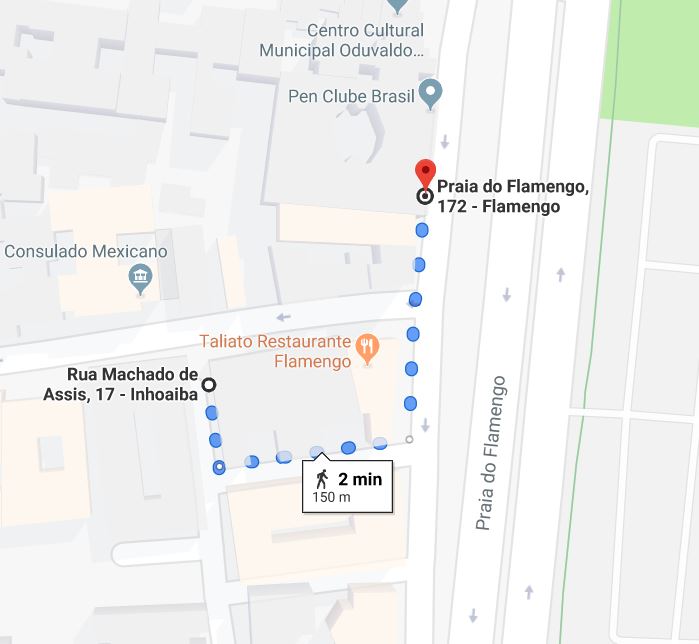 Centro Cultural
Municipal Oduvaldo...
Pen Clube Brasil
Praia do Flamengo,
172 - Flamengo
Consulado Mexicano
Taliato Restaurante
Flamengo
Rua Machado de
Assis, 17 - Inhoaiba
Praia do Flamengo
2 min
150 m